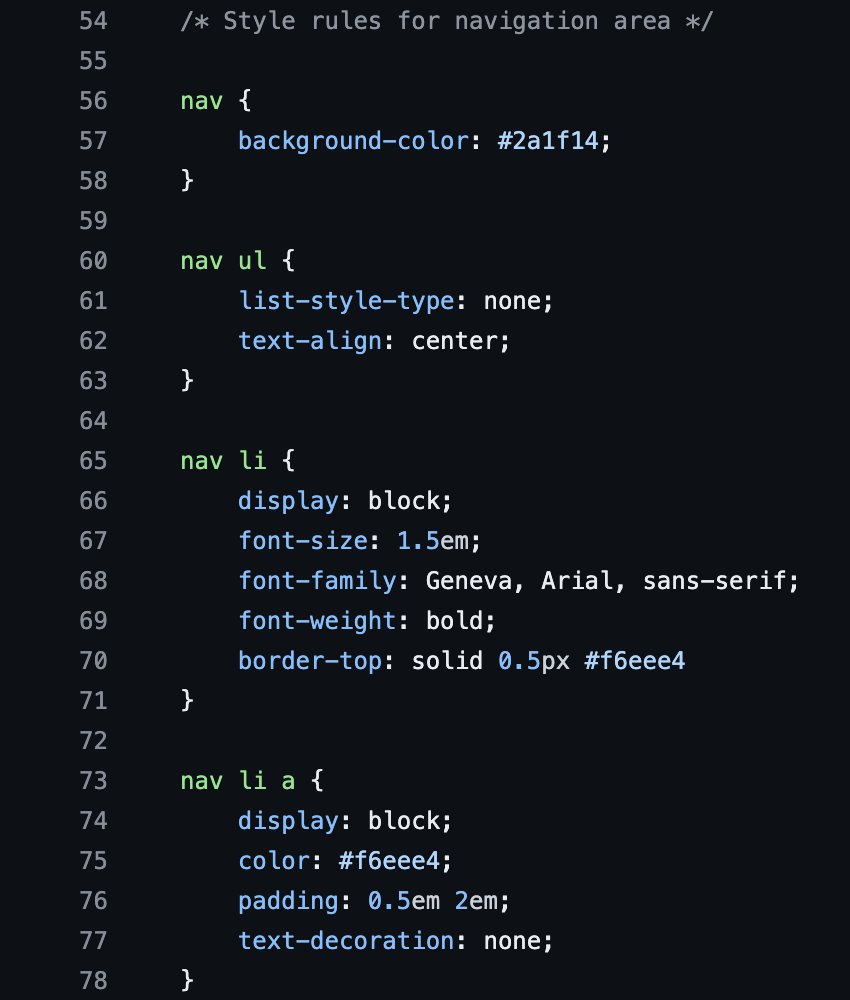 54 /* Style rules for navigation area */
55
56 nav {
57 background-color: #2a1f14;
58 }
59
60 nav ul {
61 list-style-type: none;
62 text-align: center;
63 }
64
65 nav li {
66 display: block;
67 font-size: 1.5em;
68 font-family: Geneva, Arial, sans-serif;
69 font-weight: bold;
70 border-top: solid 0.5px #f6eee4
71 }
72
73 nav li a {
74 display: block;
75 color: #f6eee4;
76 padding: 0.5em 2em;
77 text-decoration: none;
78 }